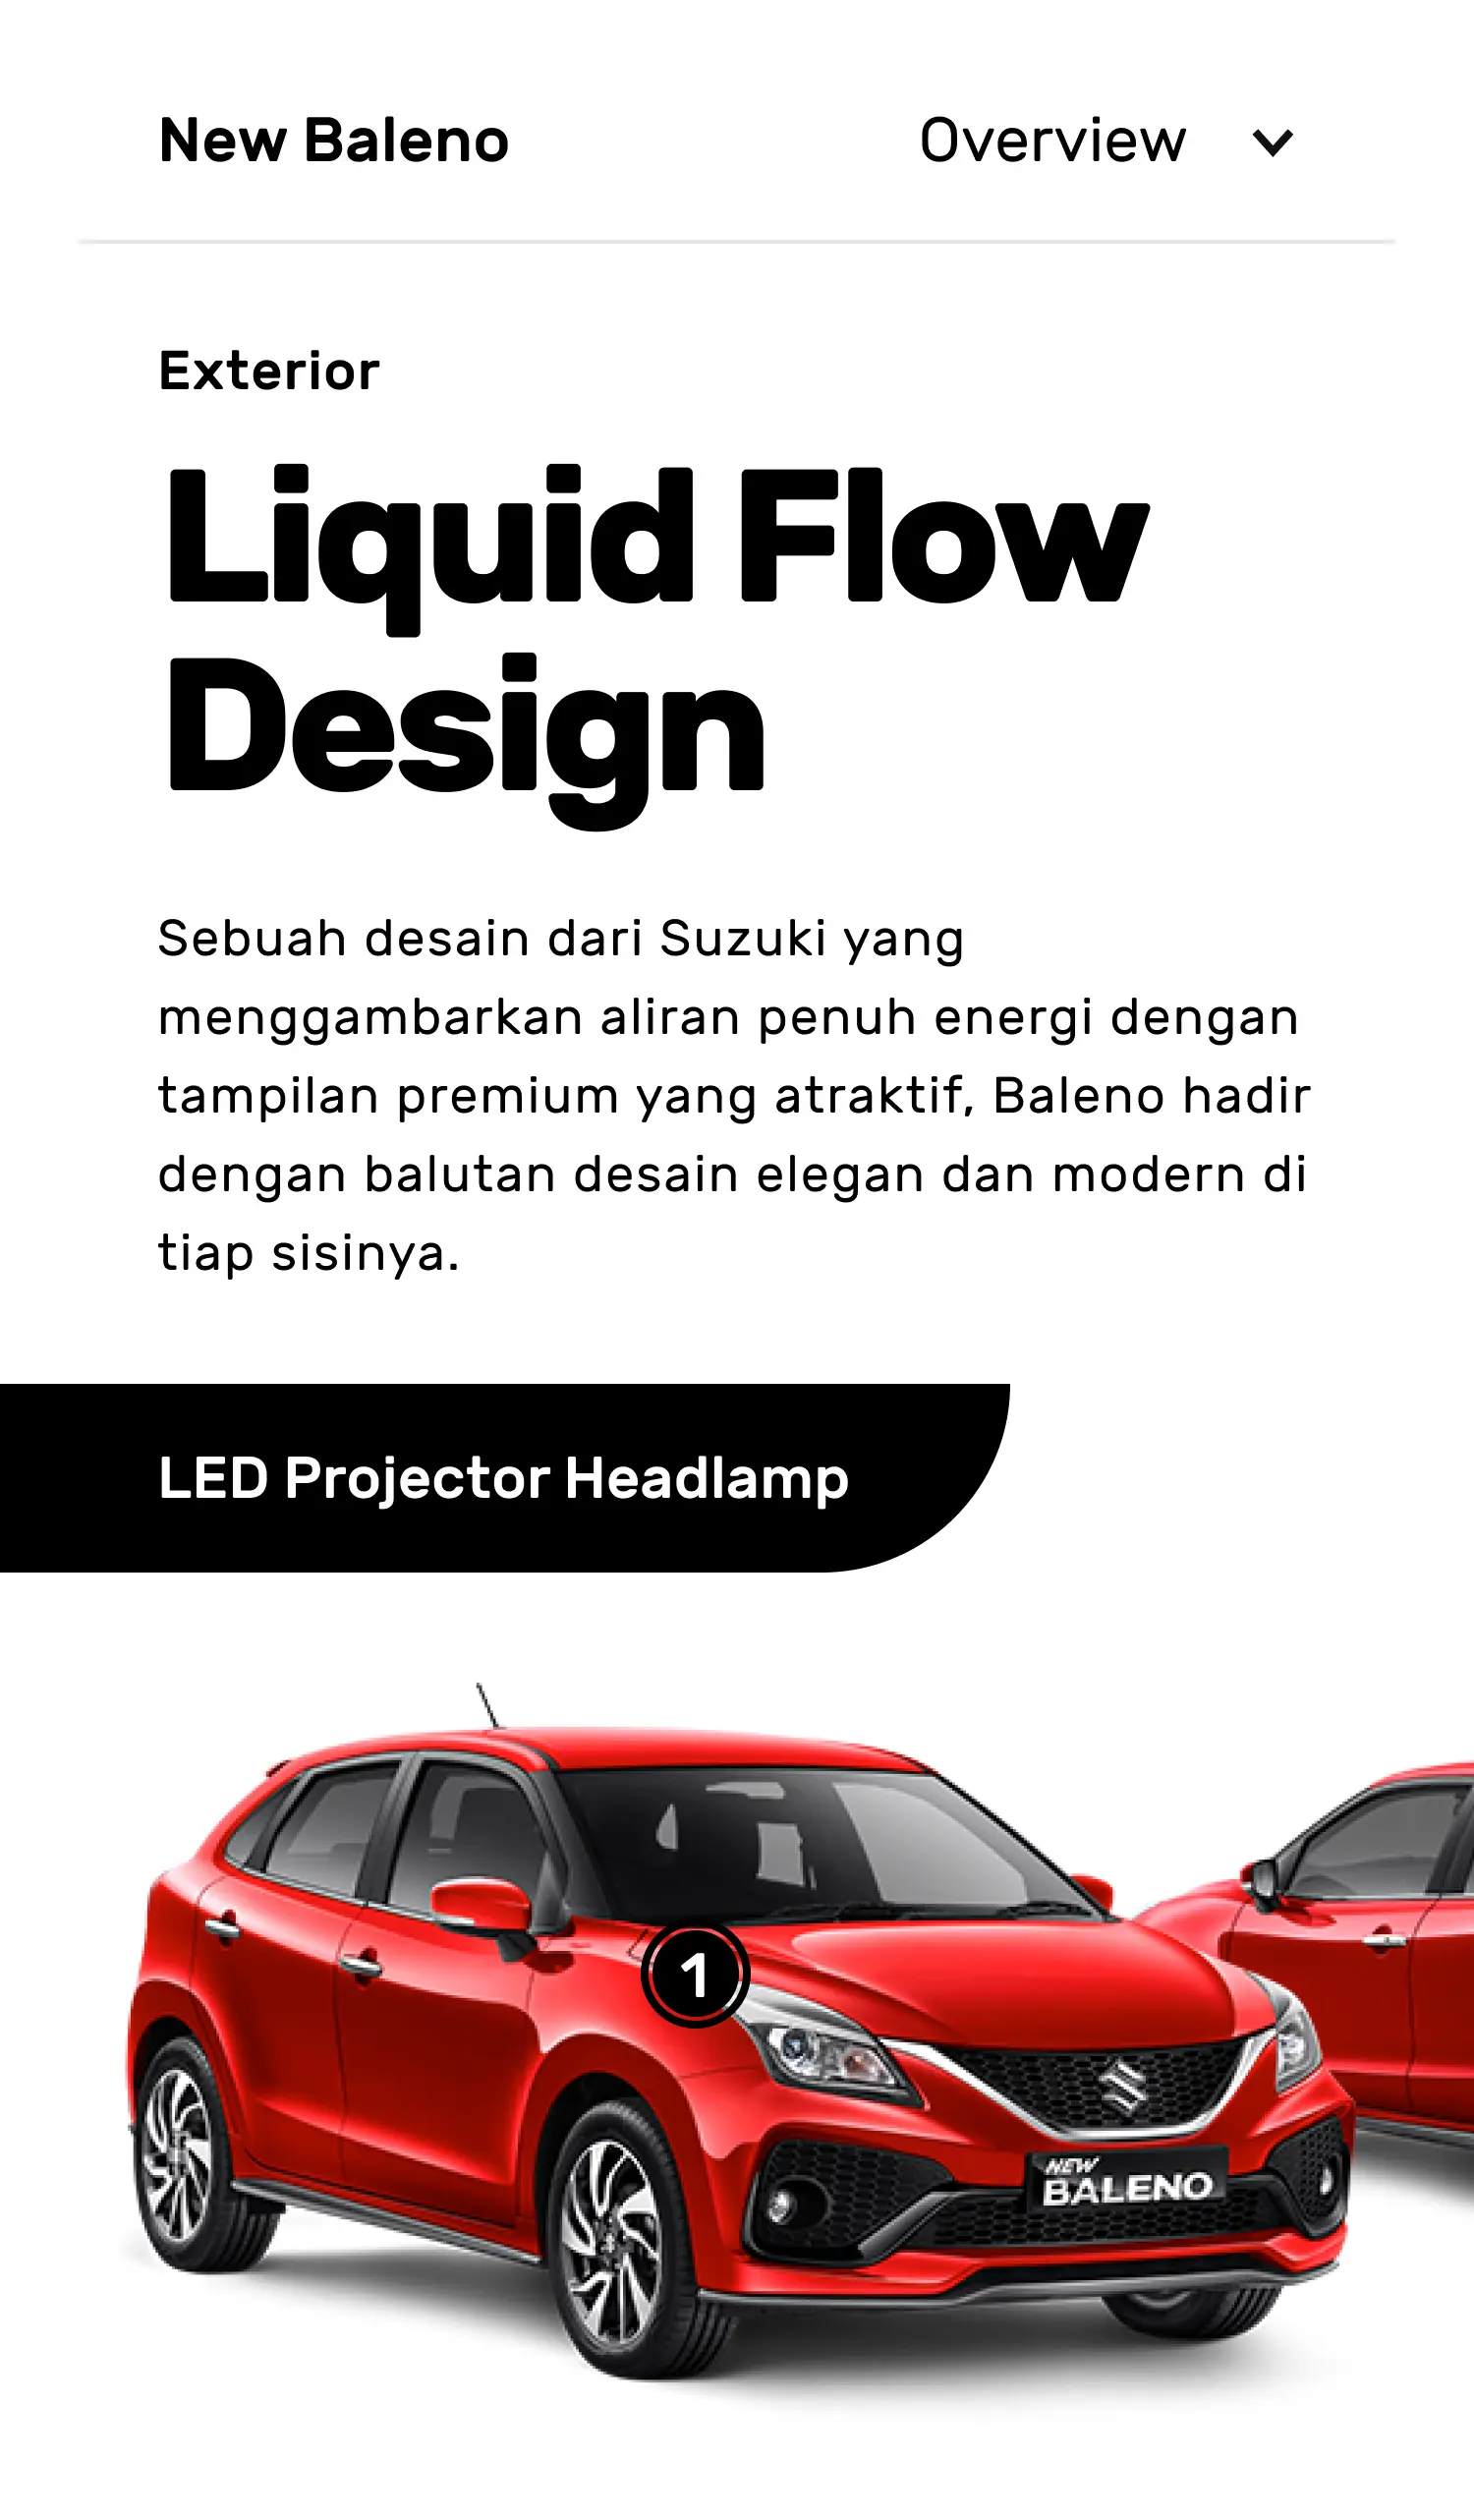 New Baleno
Overview
Exterior
Liquid Flow
Design
Sebuah desain dari Suzuki yang
menggambarkan aliran penuh energi dengan
tampilan premium yang atraktif, Baleno hadir
dengan balutan desain elegan dan modern di
tiap sisinya.
LED Projector Headlamp
1
NEW
BALENO